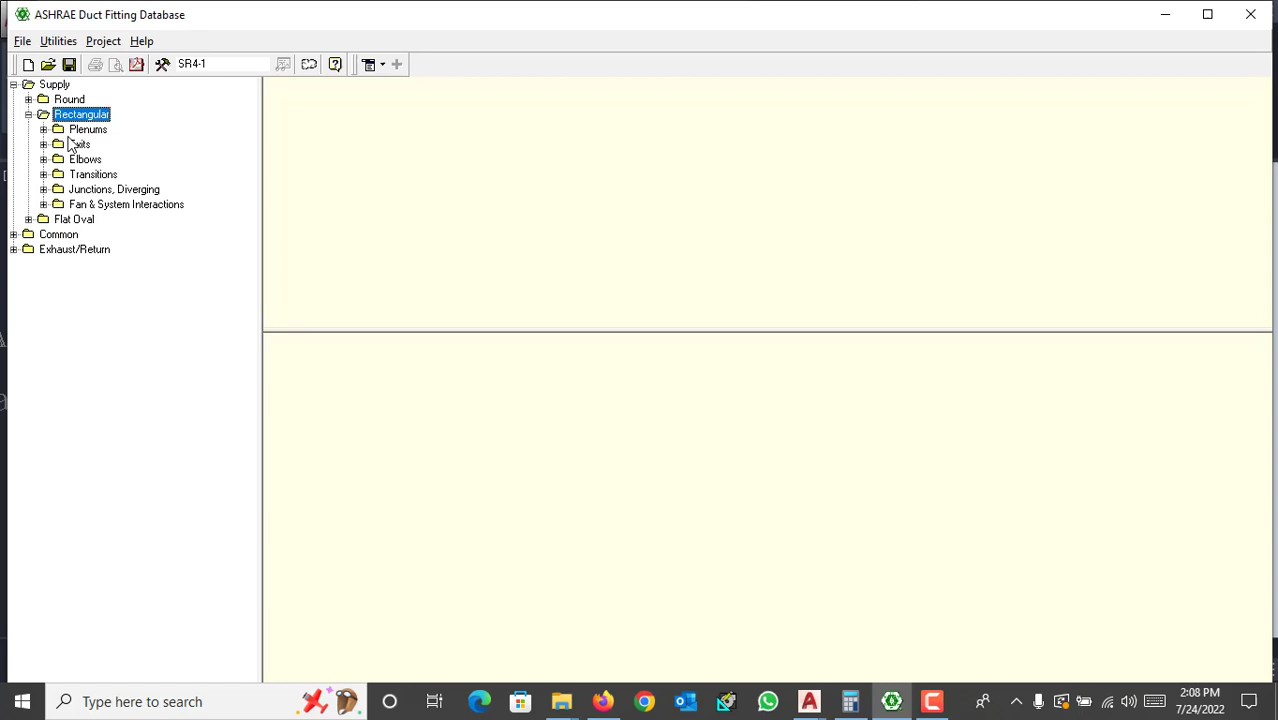 ASHRAE Duct Fitting Database
File Utilities Project Help
SR4-1
Supply
Round
Rectangular
Plenums
Exits
Elbows
Transitions
Junctions, Diverging
Fan & System Interactions
Flat Oval
Common
Exhaust/Return
Type here to search
2:08 PM
7/24/2022